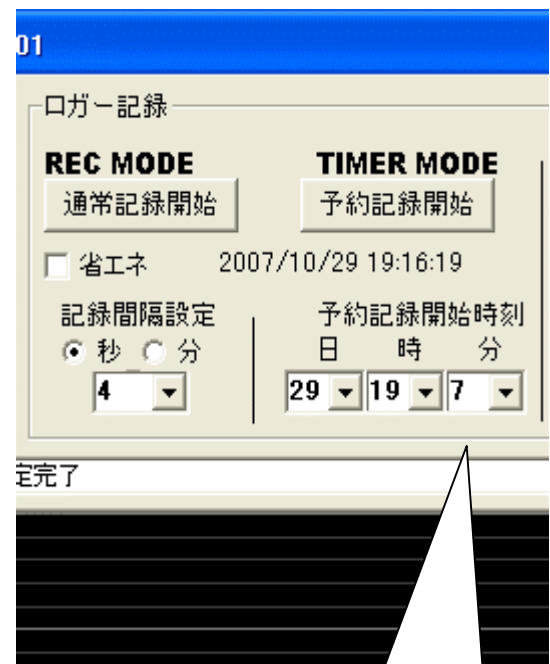 01
ロガー記録
REC MODE TIMER MODE
通常記録開始 予約記録開始
省エネ 2007/10/29 19:16:19
記録間隔設定 予約記録開始時刻
秒 分 日 時 分
4 29 19 7
定完了